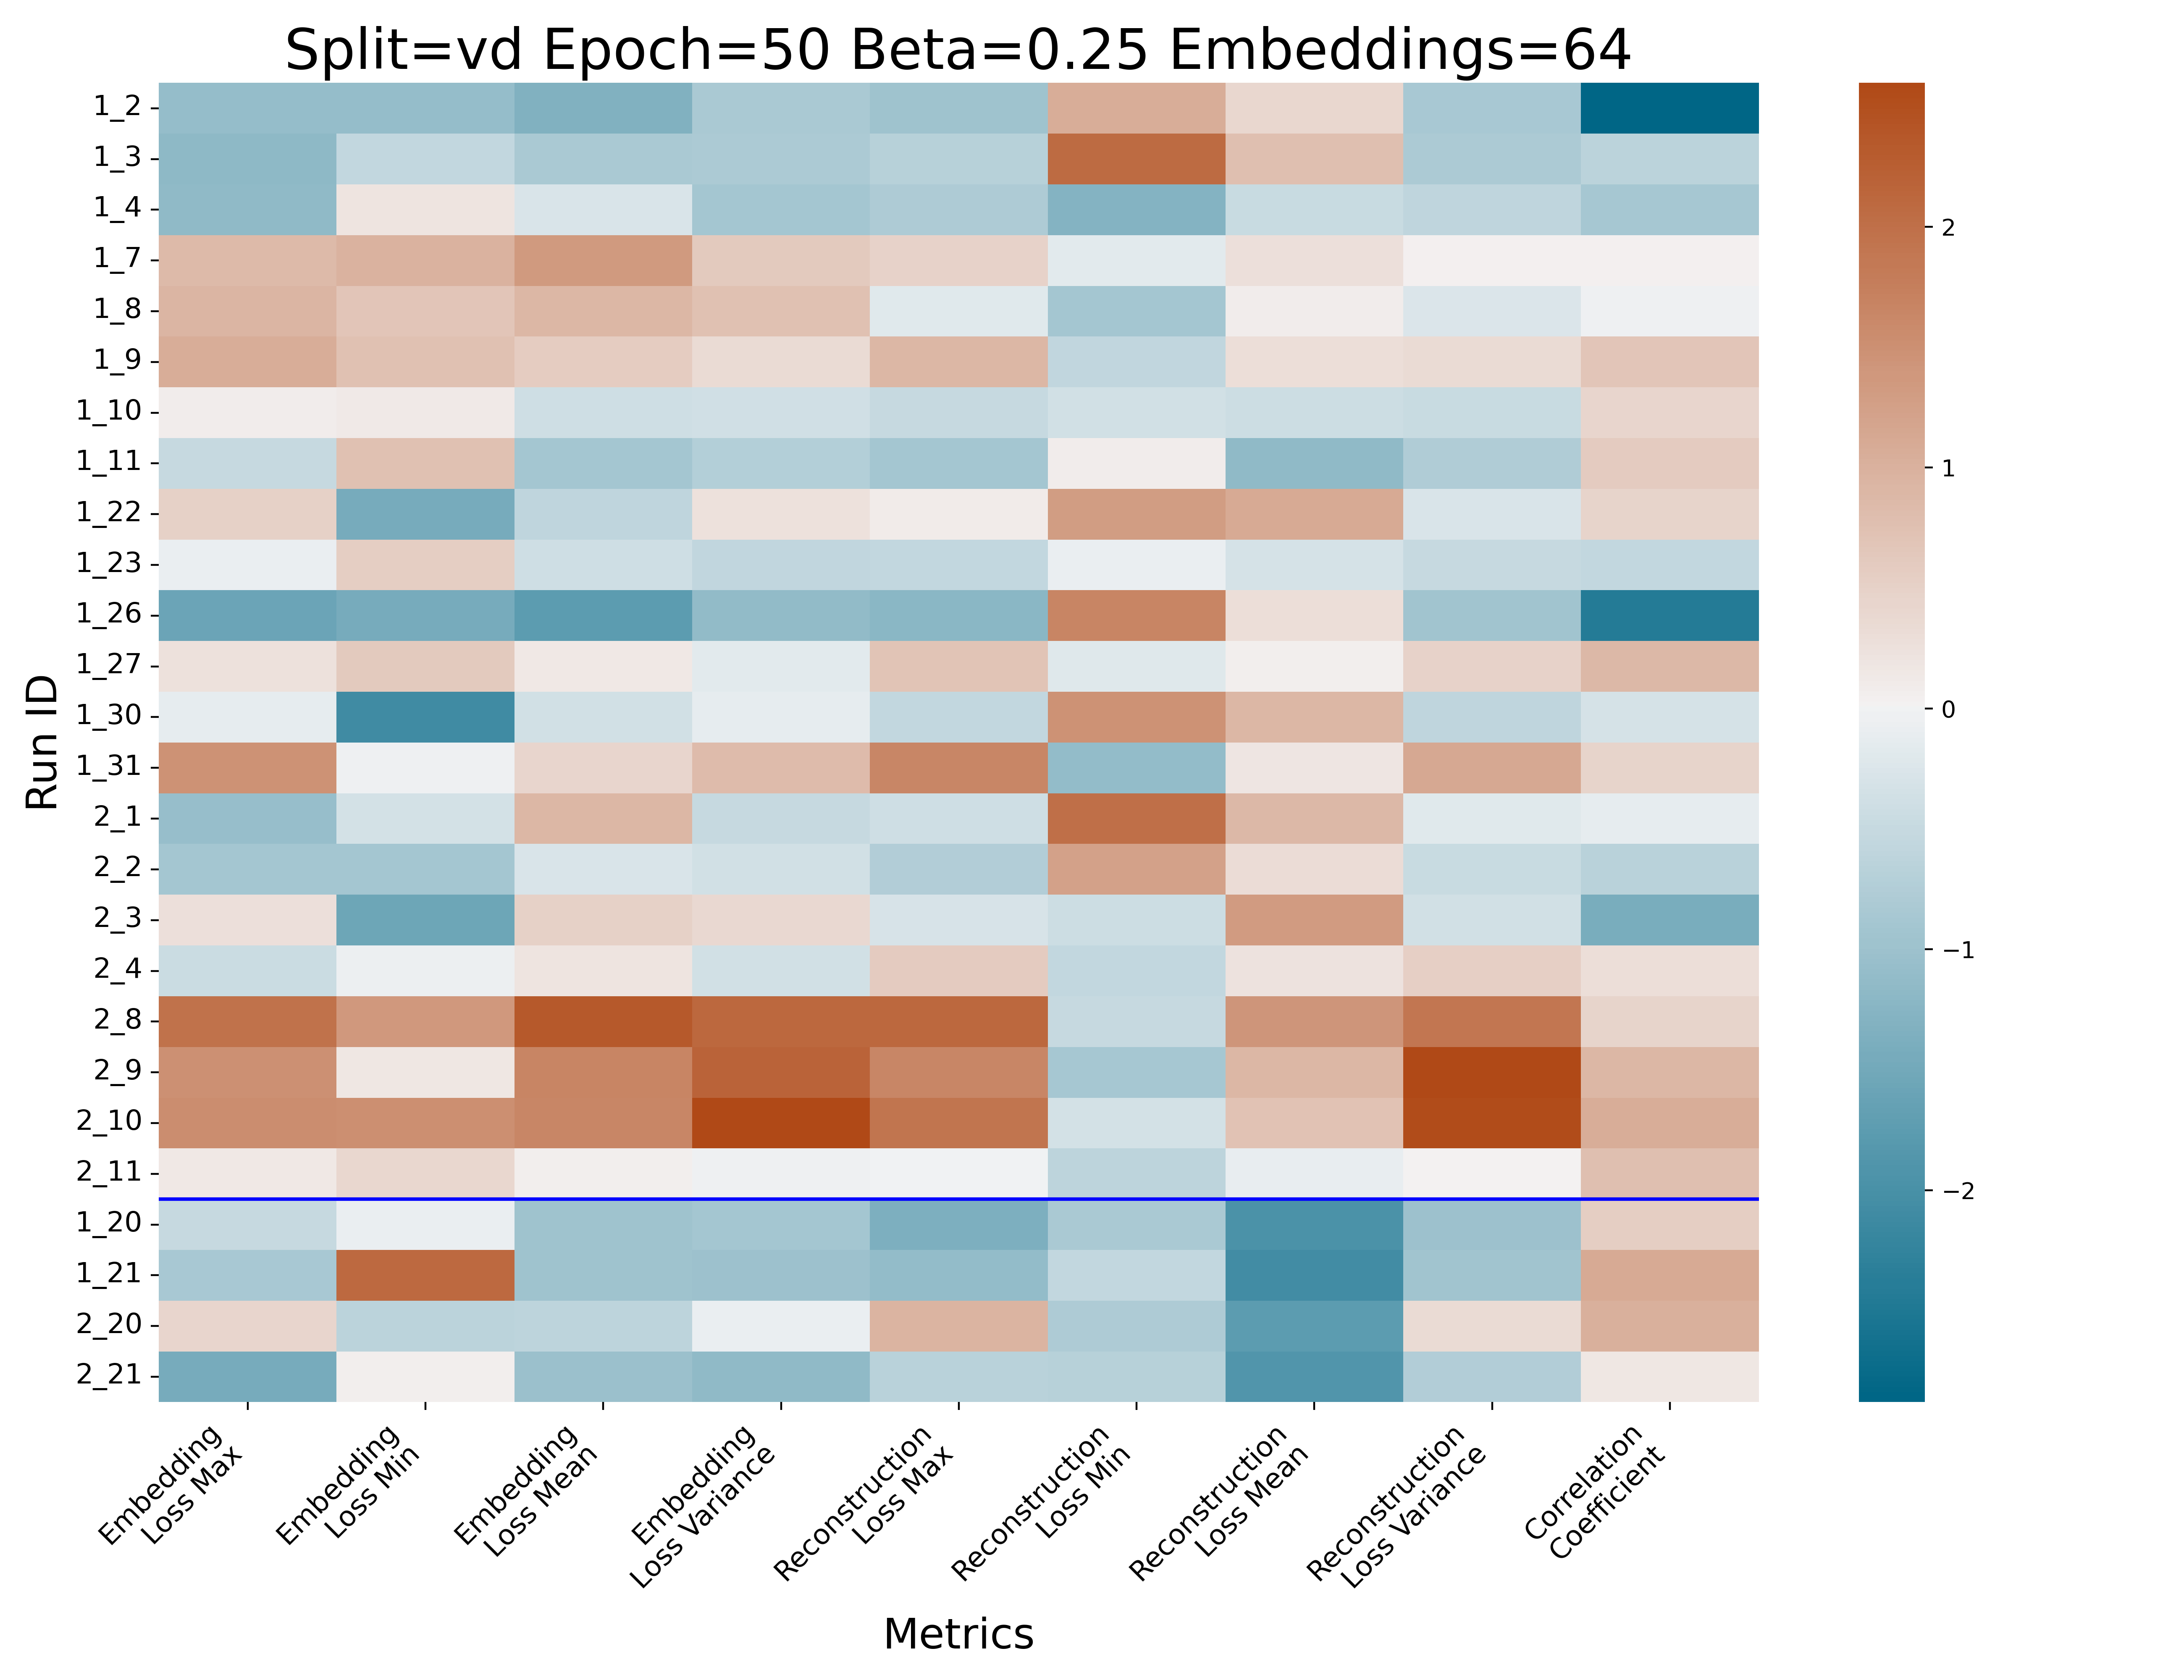 Split=vd Epoch=50 Beta=0.25 Embeddings=64
Run ID
1_2
1_3
1_4
1_7
1_8
1_9
1_10
1_11
1_22
1_23
1_26
1_27
1_30
1_31
2_1
2_2
2_3
2_4
2_8
2_9
2_10
2_11
1_20
1_21
2_20
2_21
2
1
0
−1
−2
Embedding
Loss Max
Embedding
Loss Min
Embedding
Loss Mean
Embedding
Loss Variance
Reconstruction
Loss Max
Reconstruction
Loss Min
Reconstruction
Loss Mean
Reconstruction
Loss Variance
Correlation
Coefficient
Metrics